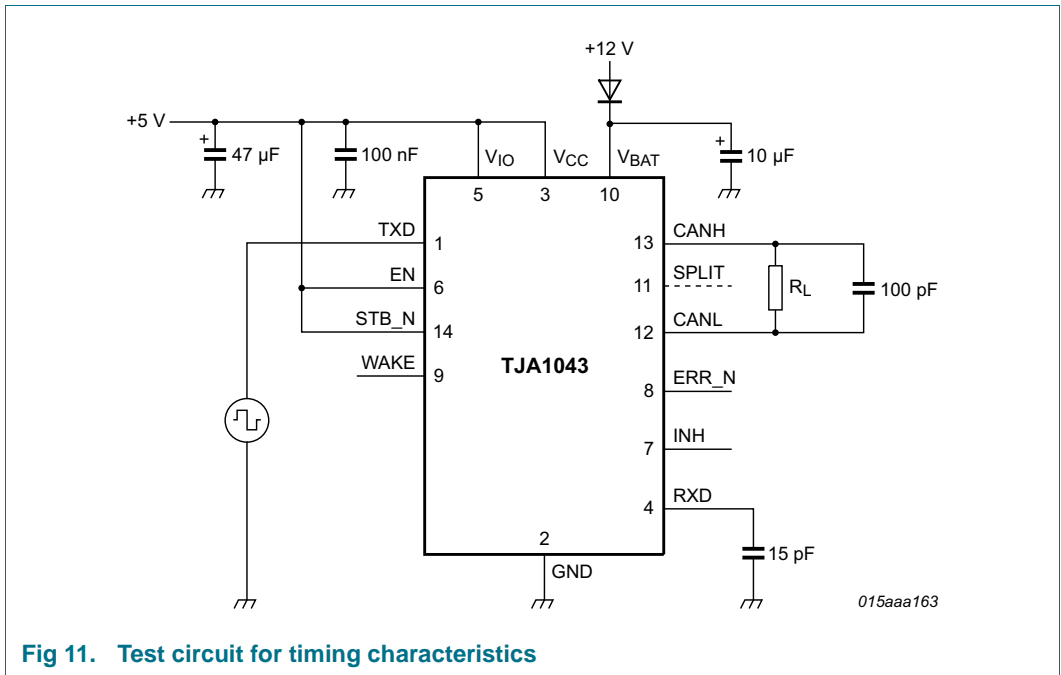 +12 V
+5 V
+
47 µF
100 nF
VIO
VCC
VBAT
+
10 µF
5
3
10
TXD
1
13
CANH
EN
6
11
SPLIT
RL
100 pF
STB_N
14
12
CANL
WAKE
9
TJA1043
8
ERR_N
7
INH
4
RXD
2
GND
15 pF
015aaa163
Fig 11. Test circuit for timing characteristics